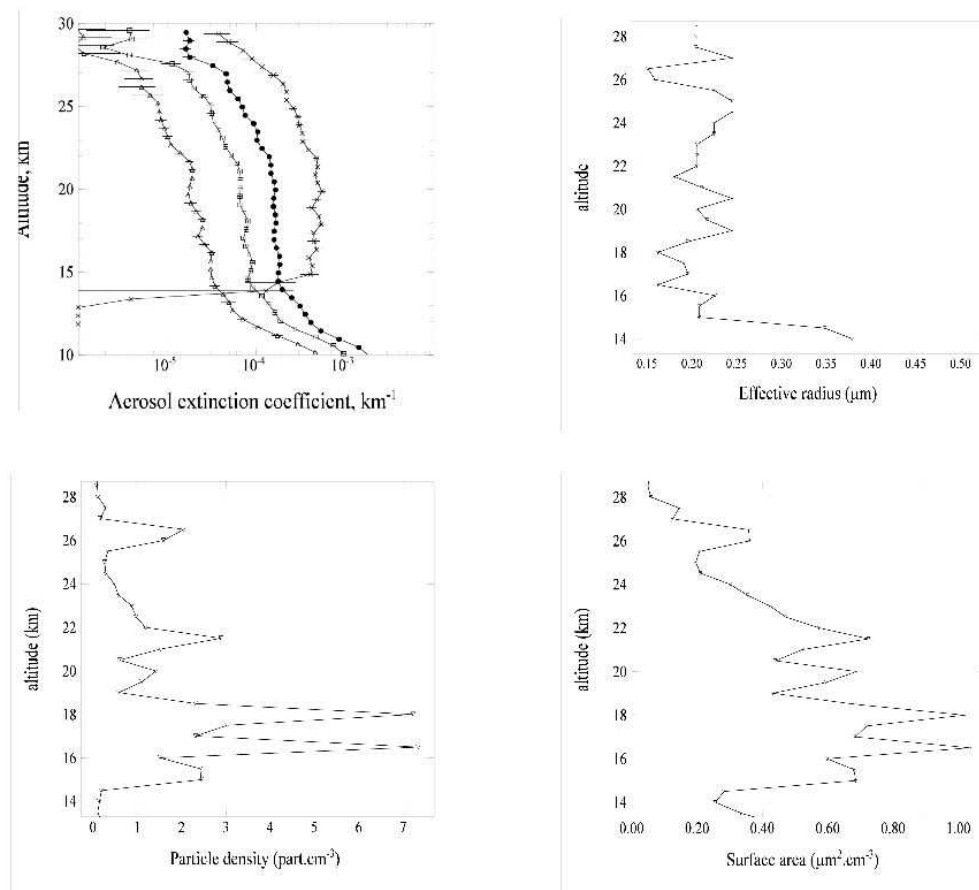 30
25
20
15
10
Altitude, km
10-5
10-4
10-3
Aerosol extinction coefficient, km-1
28
26
24
22
20
18
16
14
altitude
0.15 0.20 0.25 0.30 0.35 0.40 0.45 0.50
Effective radius (μm)
28
26
24
22
20
18
16
14
altitude (km)
0 1 2 3 4 5 6 7
Particle density (part.cm-3)
28
26
24
22
20
18
16
14
altitude (km)
0.00 0.20 0.40 0.60 0.80 1.00
Surface area (μm2.cm-3)